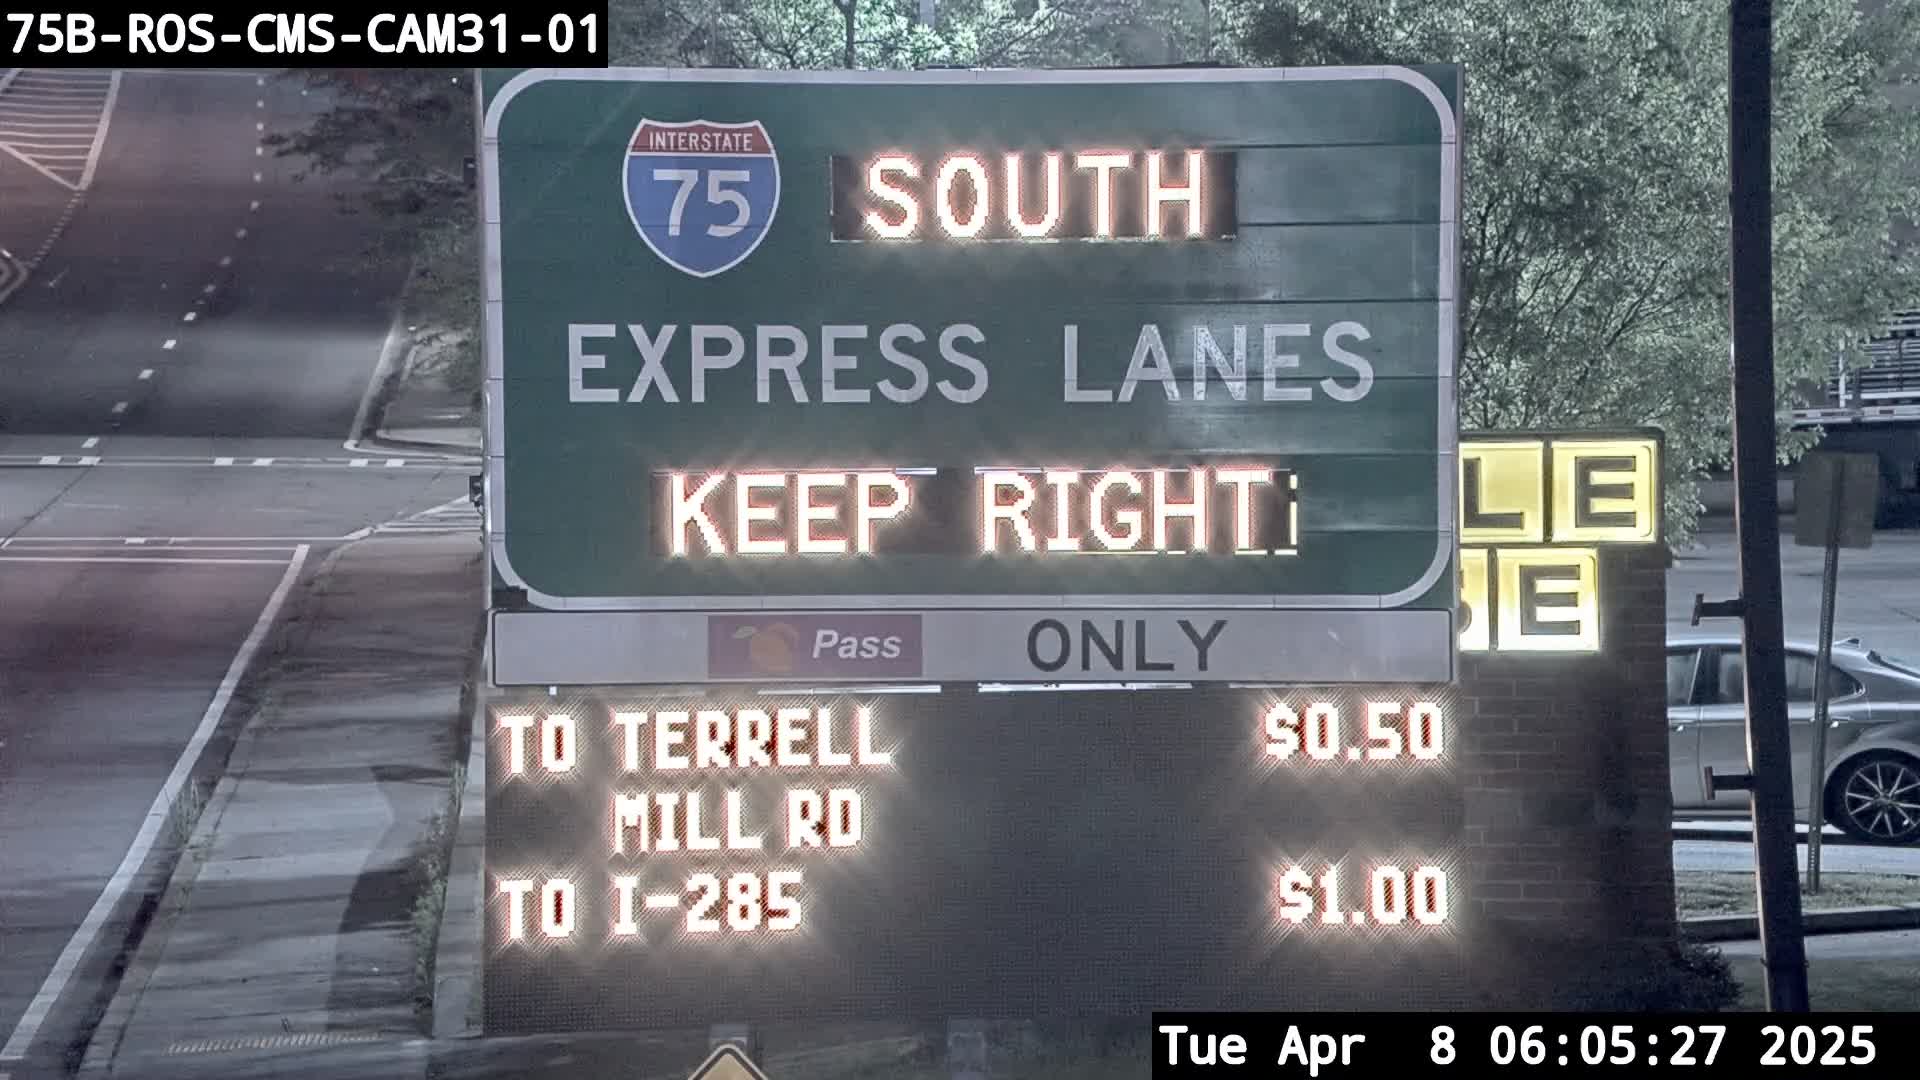 75B-ROS-CMS-CAM31-01
INTERSTATE
75
SOUTH
EXPRESS LANES
KEEP RIGHT
Pass ONLY
TO TERRELL $0.50
MILL RD
TO I-285 $1.00
LE
E
Tue Apr 8 06:05:27 2025